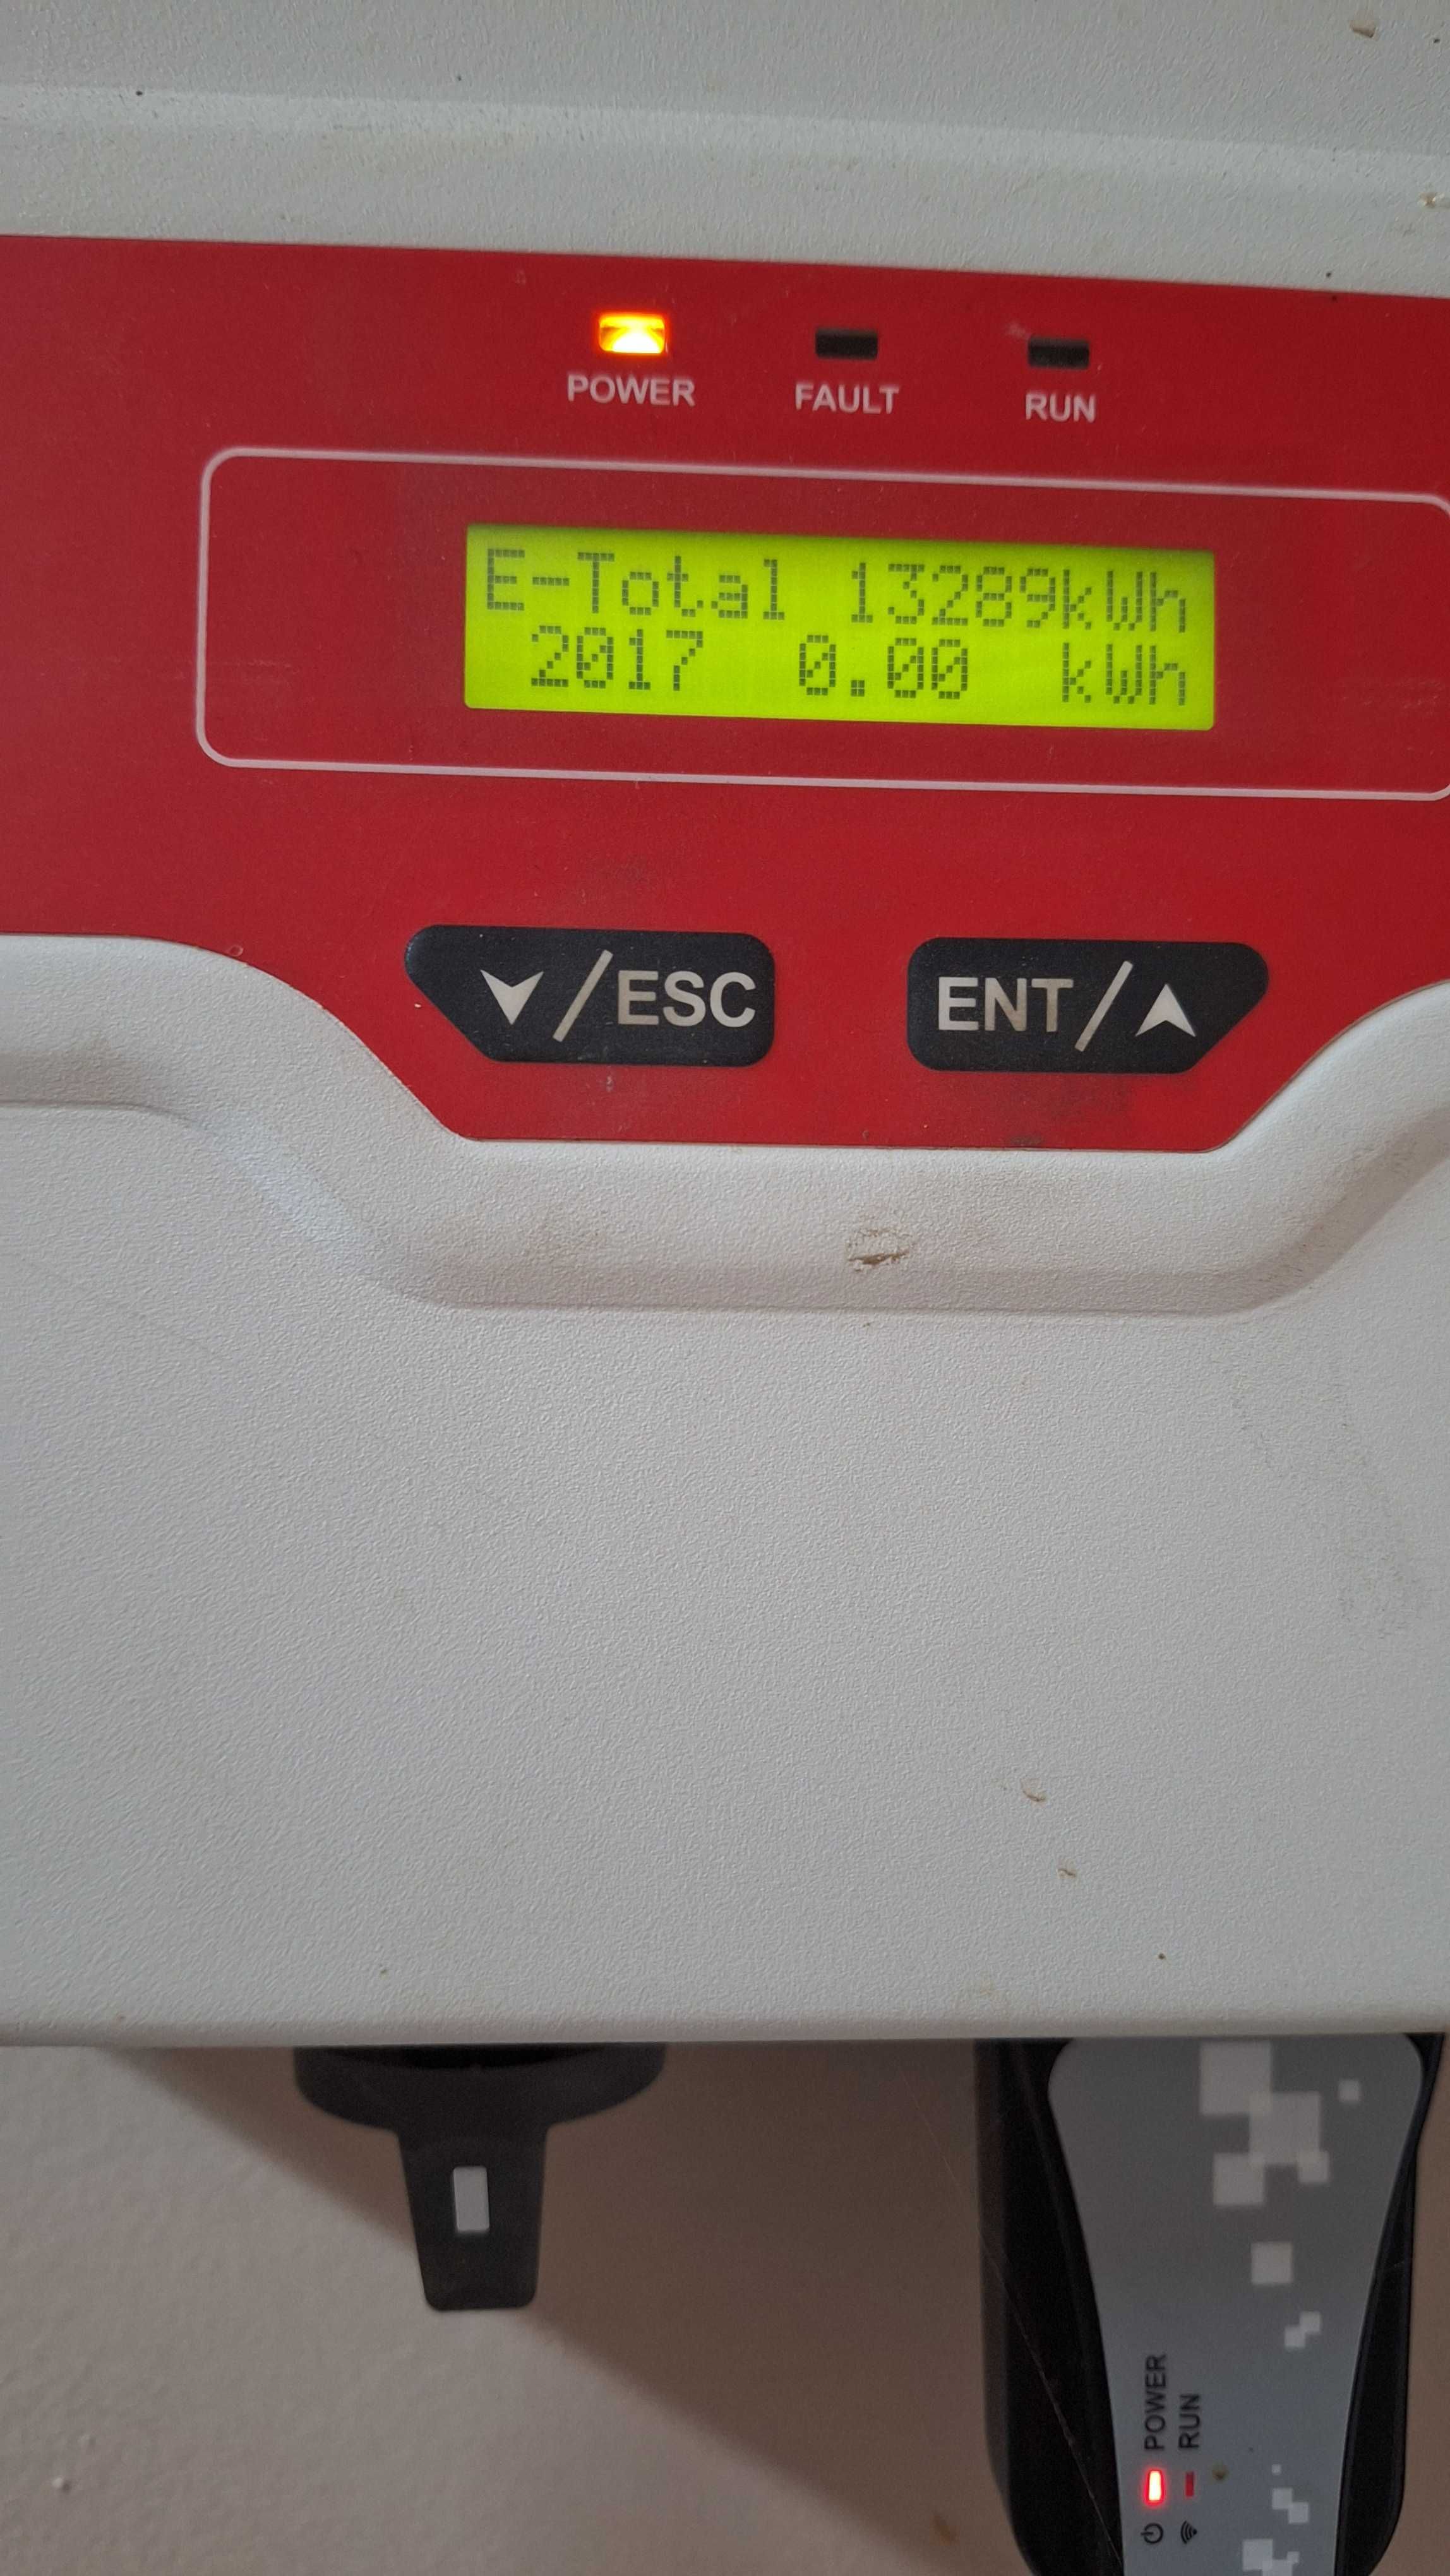 POWER FAULT RUN
E-Total 13289kWh
2017 0.00 kWh
/ESC ENT/
POWER
RUN